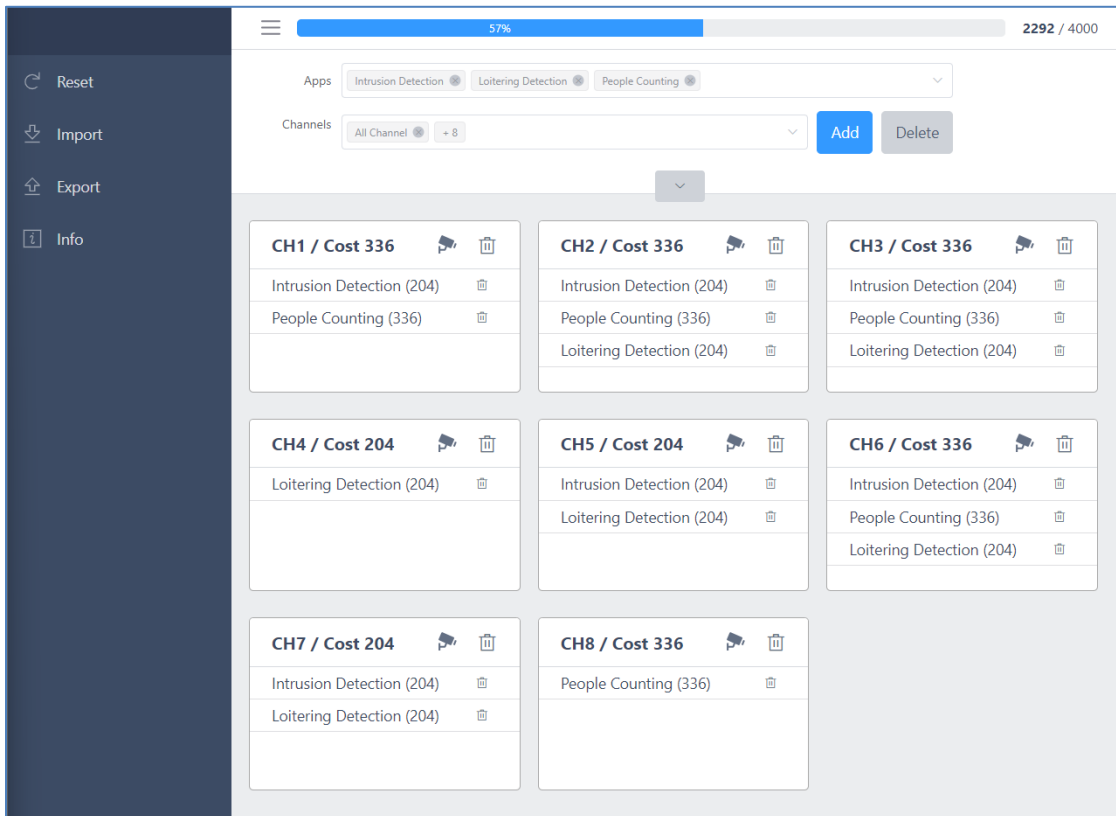 57%
2292 / 4000
Reset
Import
Export
Info
Apps
Intrusion Detection
Loitering Detection
People Counting
Channels
All Channel
+ 8
Add
Delete
CH1 / Cost 336
Intrusion Detection (204)
People Counting (336)
CH2 / Cost 336
Intrusion Detection (204)
People Counting (336)
Loitering Detection (204)
CH3 / Cost 336
Intrusion Detection (204)
People Counting (336)
Loitering Detection (204)
CH4 / Cost 204
Loitering Detection (204)
CH5 / Cost 204
Intrusion Detection (204)
Loitering Detection (204)
CH6 / Cost 336
Intrusion Detection (204)
People Counting (336)
Loitering Detection (204)
CH7 / Cost 204
Intrusion Detection (204)
Loitering Detection (204)
CH8 / Cost 336
People Counting (336)